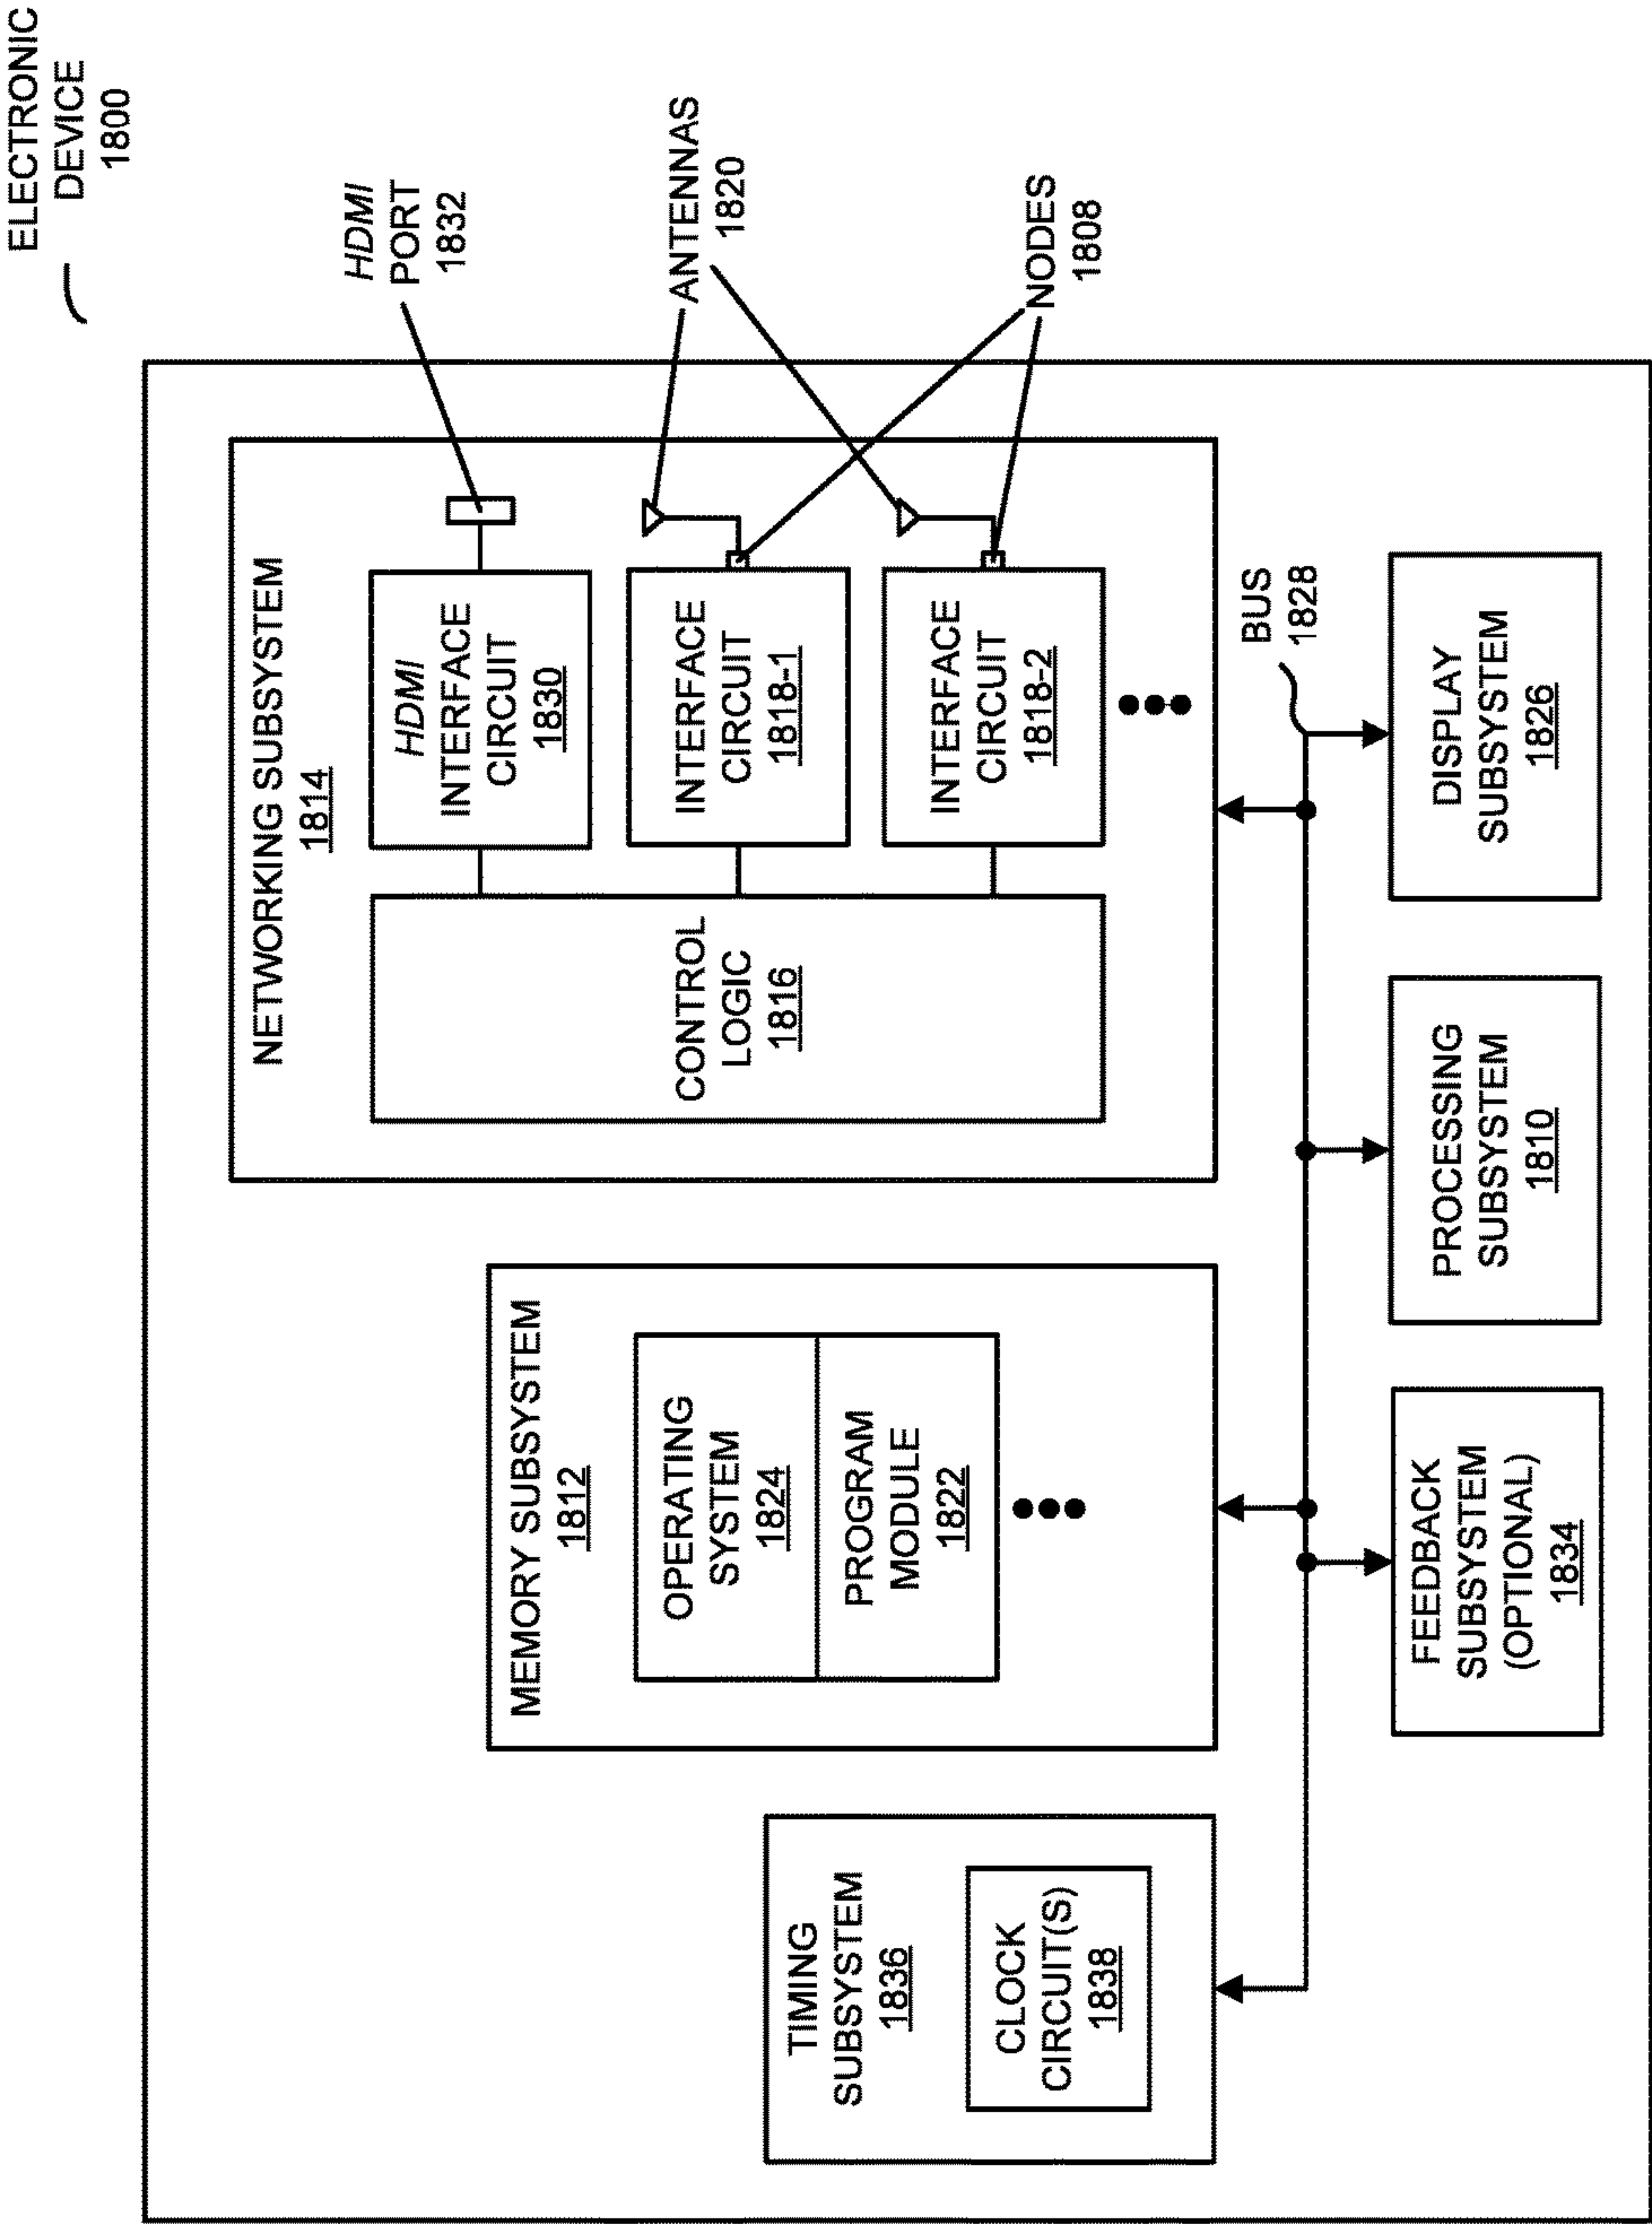 ELECTRONIC
DEVICE
1800
NETWORKING SUBSYSTEM
1814
HDMI
PORT
1832
HDMI
INTERFACE
CIRCUIT
1830
ANTENNAS
1820
INTERFACE
CIRCUIT
1818-1
NODES
1808
INTERFACE
CIRCUIT
1818-2
CONTROL
LOGIC
1816
MEMORY SUBSYSTEM
1812
OPERATING
SYSTEM
1824
PROGRAM
MODULE
1822
TIMING
SUBSYSTEM
1836
CLOCK
CIRCUIT(S)
1838
BUS
1828
FEEDBACK
SUBSYSTEM
(OPTIONAL)
1834
PROCESSING
SUBSYSTEM
1810
DISPLAY
SUBSYSTEM
1826